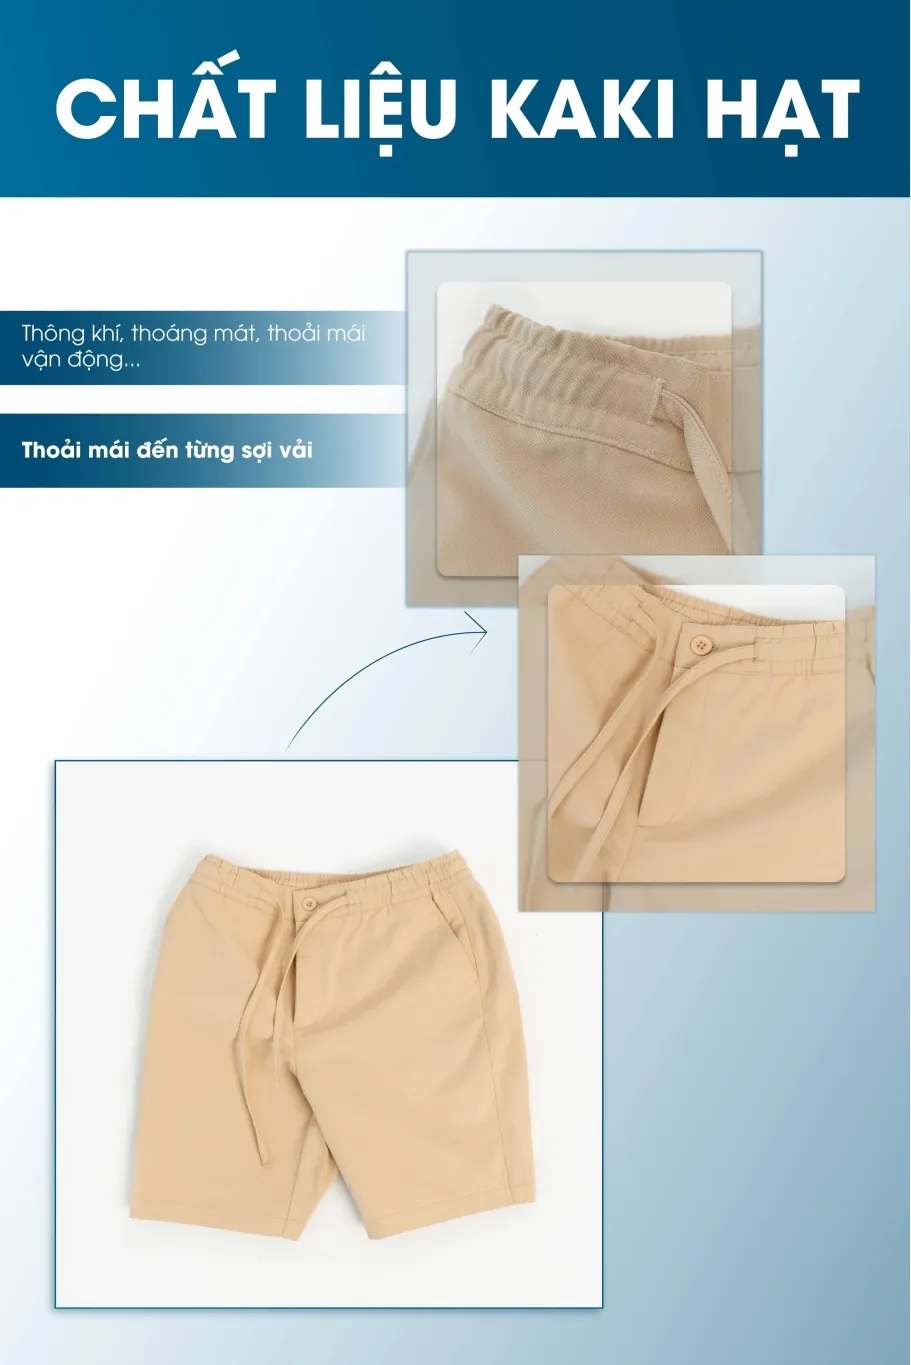 CHẤT LIỆU KAKI HẠT
Thông khí, thoáng mát, thoải mái
vận động...
Thoải mái đến từng sợi vải